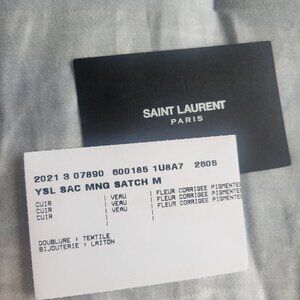 SAINT LAURENT
PARIS
2021 3 07890 600185 1U8A7 2805
YSL SAC MNG SATCH M
CUIR | VEAU | FLEUR CORRIGEE PIGMENTEE
CUIR | VEAU | FLEUR CORRIGEE PIGMENTEE
CUIR | VEAU | FLEUR CORRIGEE PIGMENTEE
DOUBLURE : TEXTILE
BIJOUTERIE : LAITON